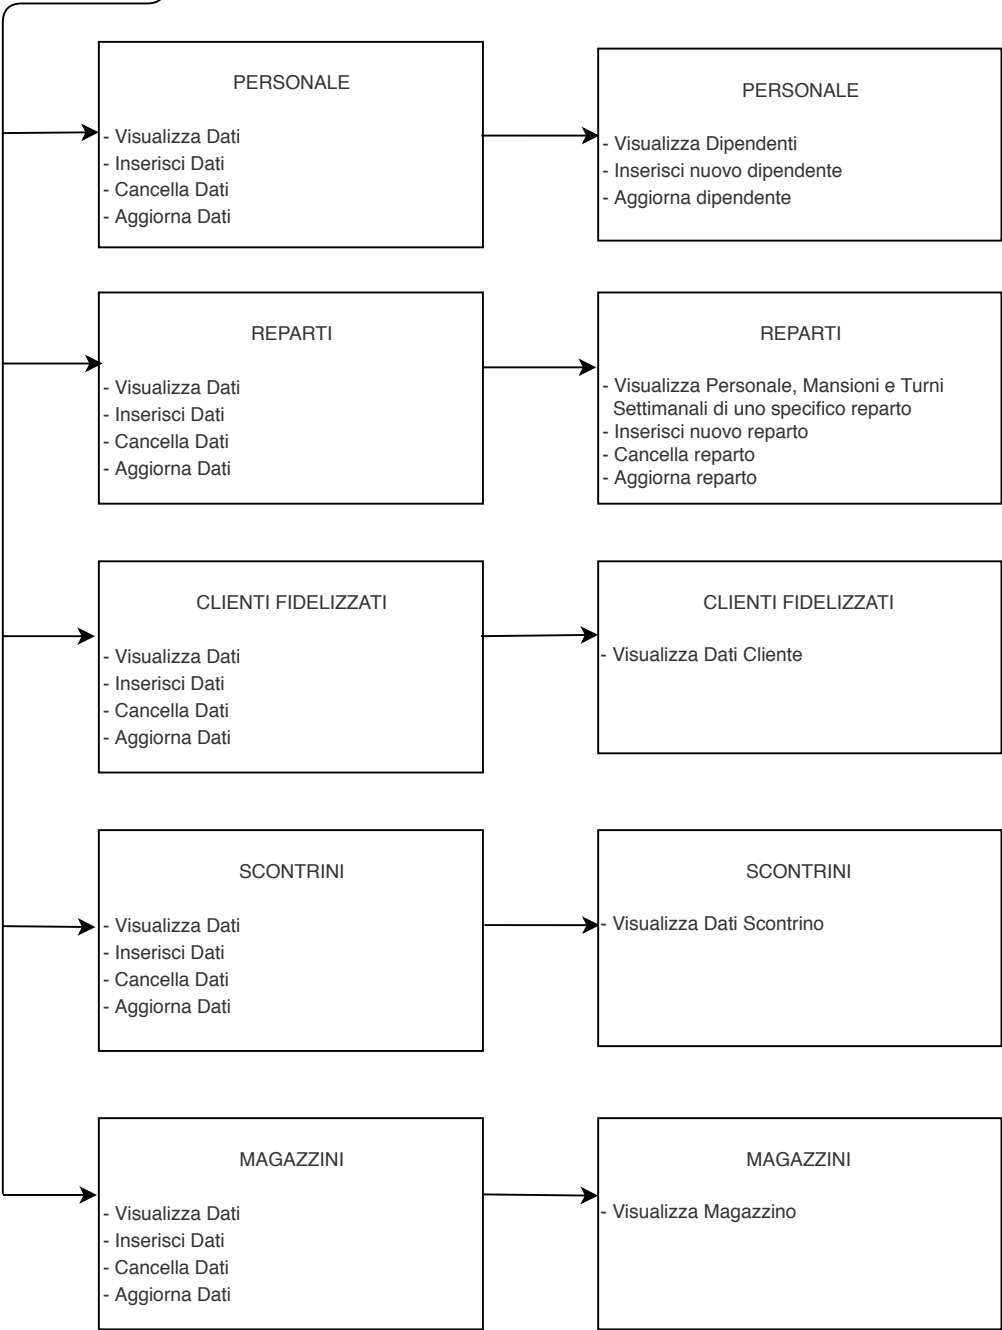 PERSONALE
- Visualizza Dati
- Inserisci Dati
- Cancella Dati
- Aggiorna Dati
PERSONALE
- Visualizza Dipendenti
- Inserisci nuovo dipendente
- Aggiorna dipendente
REPARTI
- Visualizza Dati
- Inserisci Dati
- Cancella Dati
- Aggiorna Dati
REPARTI
- Visualizza Personale, Mansioni e Turni
Settimanali di uno specifico reparto
- Inserisci nuovo reparto
- Cancella reparto
- Aggiorna reparto
CLIENTI FIDELIZZATI
- Visualizza Dati
- Inserisci Dati
- Cancella Dati
- Aggiorna Dati
CLIENTI FIDELIZZATI
- Visualizza Dati Cliente
SCONTRINI
- Visualizza Dati
- Inserisci Dati
- Cancella Dati
- Aggiorna Dati
SCONTRINI
- Visualizza Dati Scontrino
MAGAZZINI
- Visualizza Dati
- Inserisci Dati
- Cancella Dati
- Aggiorna Dati
MAGAZZINI
- Visualizza Magazzino